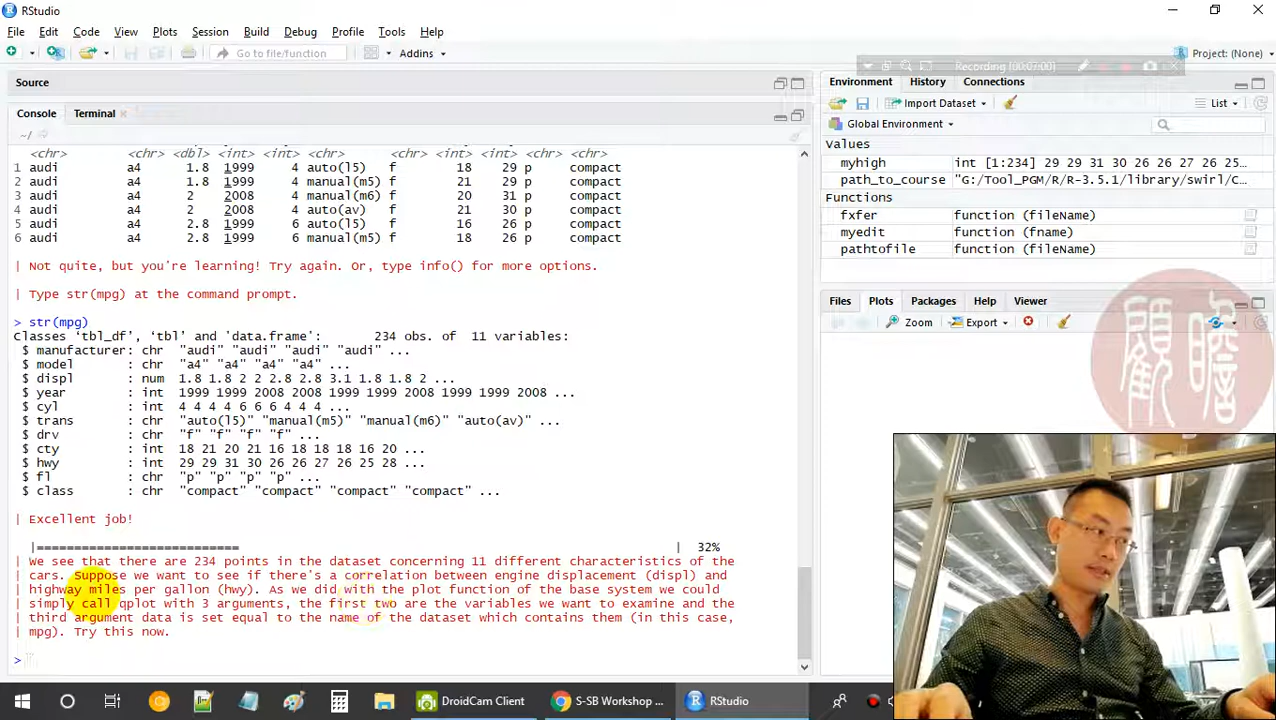 RStudio
File Edit Code View Plots Session Build Debug Profile Tools Help
Go to file/function Addins Project: (None)
Recording [00:07:00]
Source
Console Terminal
~/
<chr> <chr> <dbl> <int> <int> <chr> <chr> <int> <int> <chr> <chr>
1 audi a4 1.8 1999 4 auto(l5) f 18 29 p compact
2 audi a4 1.8 1999 4 manual(m5) f 21 29 p compact
3 audi a4 2 2008 4 manual(m6) f 20 31 p compact
4 audi a4 2 2008 4 auto(av) f 21 30 p compact
5 audi a4 2.8 1999 6 auto(l5) f 16 26 p compact
6 audi a4 2.8 1999 6 manual(m5) f 18 26 p compact
| Not quite, but you're learning! Try again. Or, type info() for more options.
| Type str(mpg) at the command prompt.
> str(mpg)
Classes ‘tbl_df’, ‘tbl’ and 'data.frame': 234 obs. of 11 variables:
$ manufacturer: chr "audi" "audi" "audi" "audi" ...
$ model : chr "a4" "a4" "a4" "a4" ...
$ displ : num 1.8 1.8 2 2 2.8 2.8 3.1 1.8 1.8 2 ...
$ year : int 1999 1999 2008 2008 1999 1999 2008 1999 1999 2008 ...
$ cyl : int 4 4 4 4 6 6 6 4 4 4 ...
$ trans : chr "auto(l5)" "manual(m5)" "manual(m6)" "auto(av)" ...
$ drv : chr "f" "f" "f" "f" ...
$ cty : int 18 21 20 21 16 18 18 18 16 20 ...
$ hwy : int 29 29 31 30 26 26 27 26 25 28 ...
$ fl : chr "p" "p" "p" "p" ...
$ class : chr "compact" "compact" "compact" "compact" ...
| Excellent job!
|=========================== | 32%
| We see that there are 234 points in the dataset concerning 11 different characteristics of the
| cars. Suppose we want to see if there's a correlation between engine displacement (displ) and
| highway miles per gallon (hwy). As we did with the plot function of the base system we could
| simply call qplot with 3 arguments, the first two are the variables we want to examine and the
| third argument data is set equal to the name of the dataset which contains them (in this case,
| mpg). Try this now.
>
Environment History Connections
Import Dataset List
Global Environment
Values
myhigh int [1:234] 29 29 31 30 26 26 27 26 25…
path_to_course "G:/Tool_PGM/R/R-3.5.1/library/swirl/C…
Functions
fxfer function (fileName)
myedit function (fname)
pathtofile function (fileName)
Files Plots Packages Help Viewer
Zoom Export
顧瞻
DroidCam Client
S-SB Workshop ...
RStudio